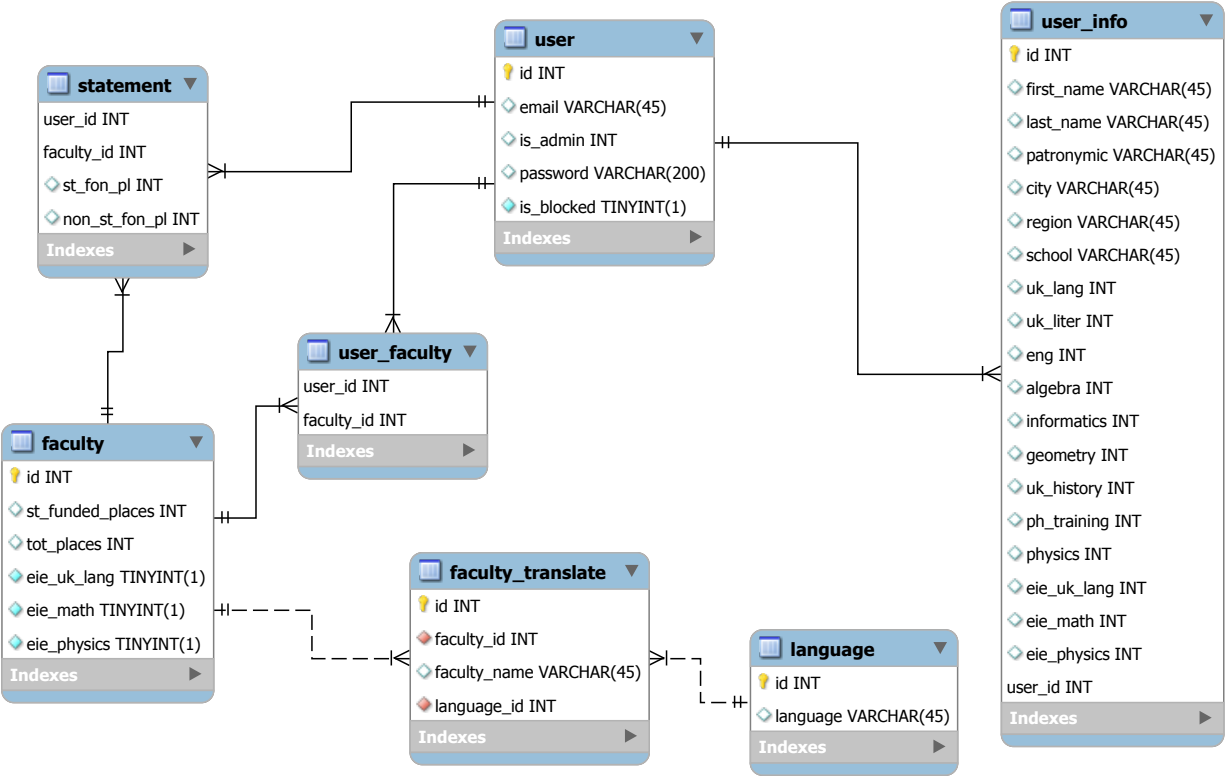 user
id INT
email VARCHAR(45)
is_admin INT
password VARCHAR(200)
is_blocked TINYINT(1)
Indexes
user_info
id INT
first_name VARCHAR(45)
last_name VARCHAR(45)
patronymic VARCHAR(45)
city VARCHAR(45)
region VARCHAR(45)
school VARCHAR(45)
uk_lang INT
uk_liter INT
eng INT
algebra INT
informatics INT
geometry INT
uk_history INT
ph_training INT
physics INT
eie_uk_lang INT
eie_math INT
eie_physics INT
user_id INT
Indexes
statement
user_id INT
faculty_id INT
st_fon_pl INT
non_st_fon_pl INT
Indexes
user_faculty
user_id INT
faculty_id INT
Indexes
faculty
id INT
st_funded_places INT
tot_places INT
eie_uk_lang TINYINT(1)
eie_math TINYINT(1)
eie_physics TINYINT(1)
Indexes
faculty_translate
id INT
faculty_id INT
faculty_name VARCHAR(45)
language_id INT
Indexes
language
id INT
language VARCHAR(45)
Indexes